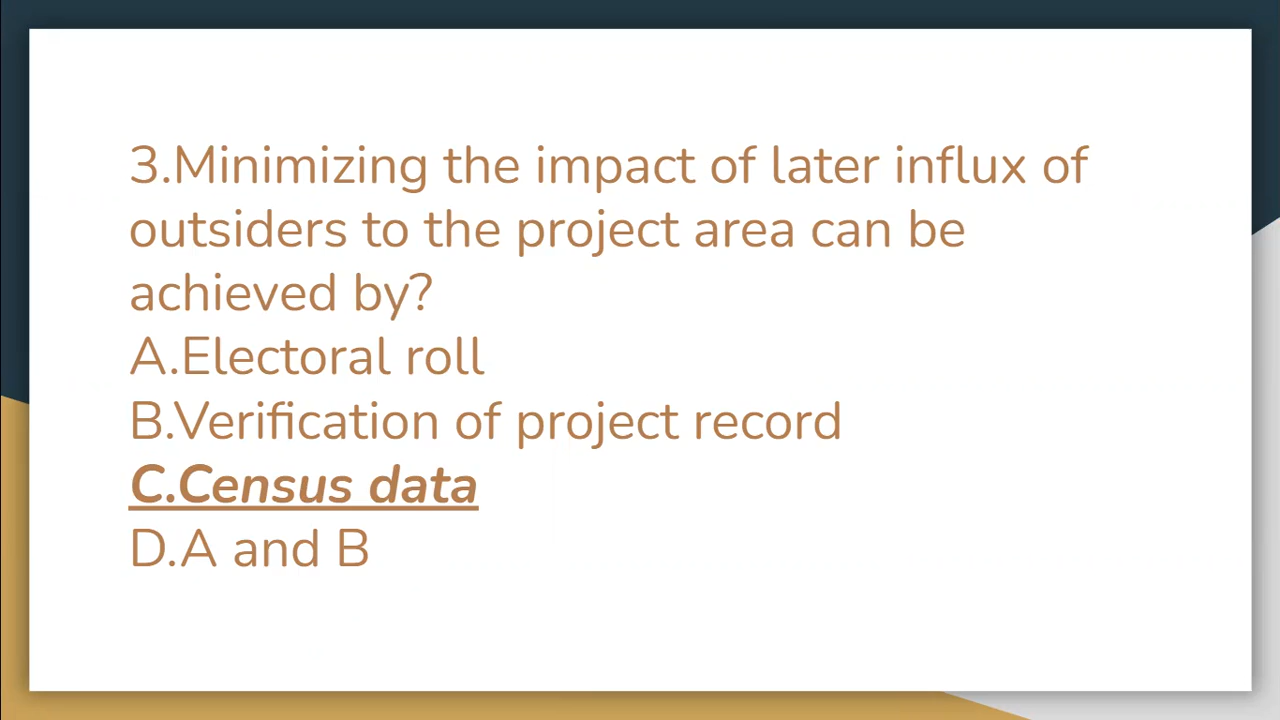 3.Minimizing the impact of later influx of
outsiders to the project area can be
achieved by?
A.Electoral roll
B.Verification of project record
C.Census data
D.A and B